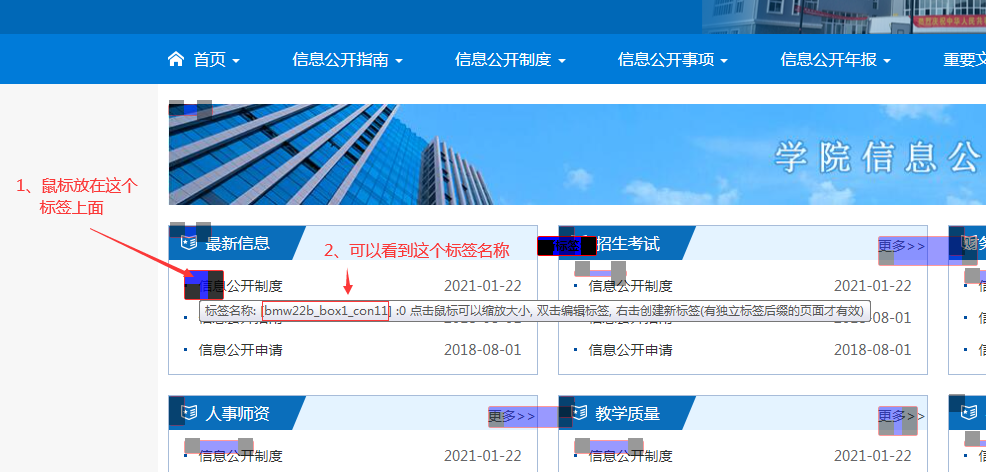 首页 信息公开指南 信息公开制度 信息公开事项 信息公开年报 重要文
学院信息公
1、鼠标放在这个
标签上面
最新信息
标签
招生考试
更多>>
2、可以看到这个标签名称
信息公开制度 2021-01-22
信息公开制度 2021-01-22
标签名称: [bmw22b_box1_con11] :0 点击鼠标可以缩放大小, 双击编辑标签, 右击创建新标签(有独立标签后缀的页面才有效)
信息公开申请 2018-08-01
信息公开申请 2018-08-01
人事师资 更多>>
教学质量 更多>>
信息公开制度 2021-01-22
信息公开制度 2021-01-22